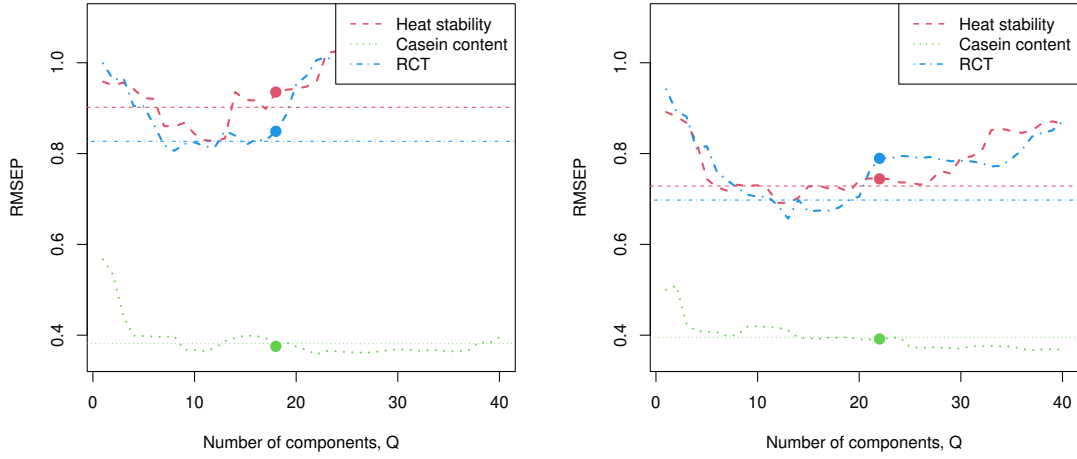 Heat stability
Casein content
RCT
RMSEP
1.0
0.8
0.6
0.4
0 10 20 30 40
Number of components, Q
Heat stability
Casein content
RCT
RMSEP
1.0
0.8
0.6
0.4
0 10 20 30 40
Number of components, Q